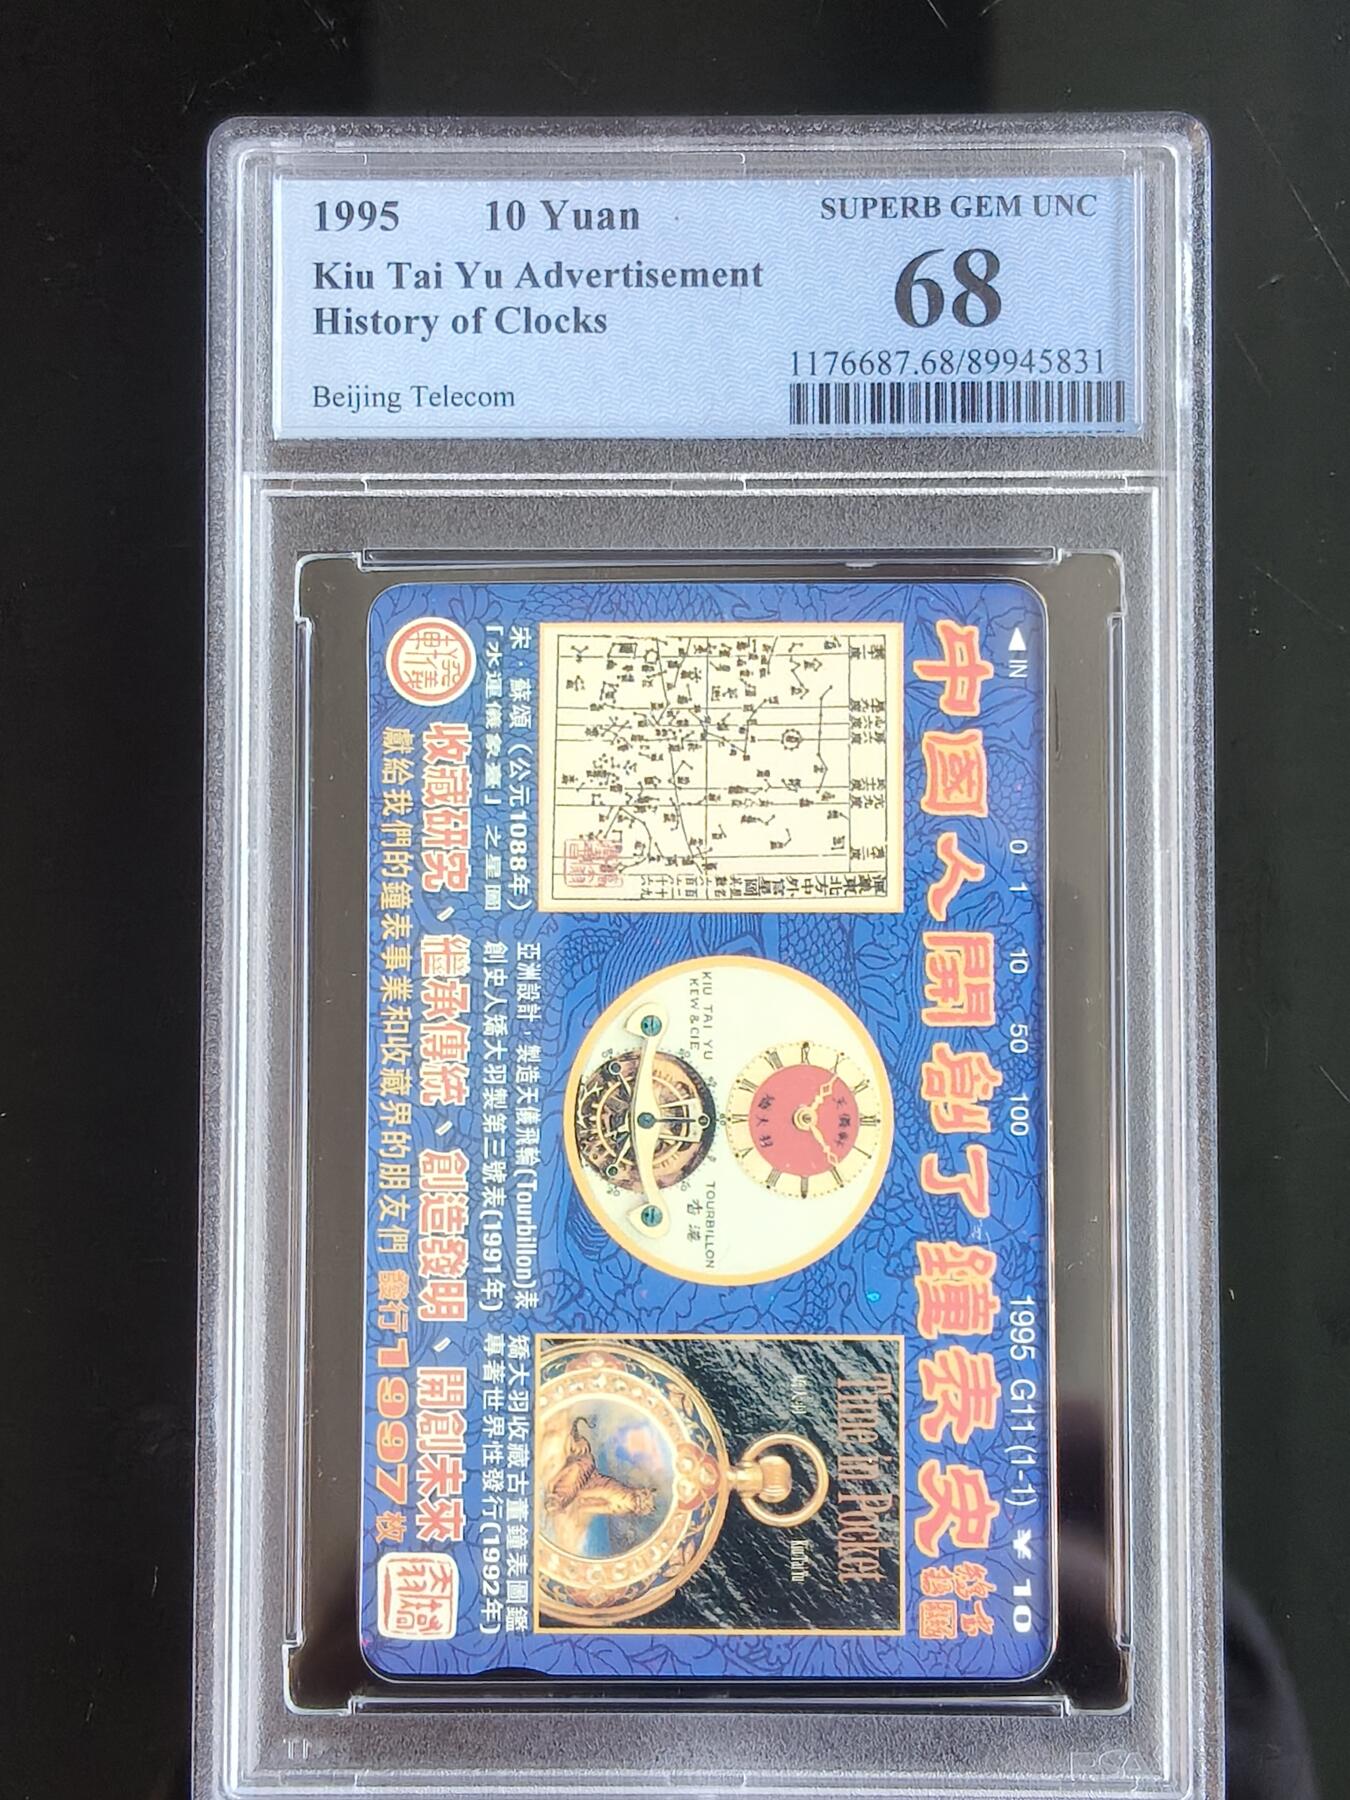 1995 10 Yuan
SUPERB GEM UNC
Kiu Tai Yu Advertisement
68
History of Clocks
1176687.68/89945831
Beijing Telecom
IN 0 1 10 50 100 1995 G11 (1-1) ¥ 10
中國人開創了鐘表史
Time in Pocket
KIU TAI YU
KEW & CIE
TOURBILLON
香港
宋·蘇頌(公元1088年)
「水運儀象臺」之星圖
亞洲設計,製造天儀飛輪(Tourbillon)表
創史人矯大羽製第三號表(1991年)
矯大羽收藏古董鐘表圖鑑
專著世界性發行(1992年)
收藏研究、繼承傳統、創造發明、開創未來
獻給我們的鐘表事業和收藏界的朋友們 發行1997枚